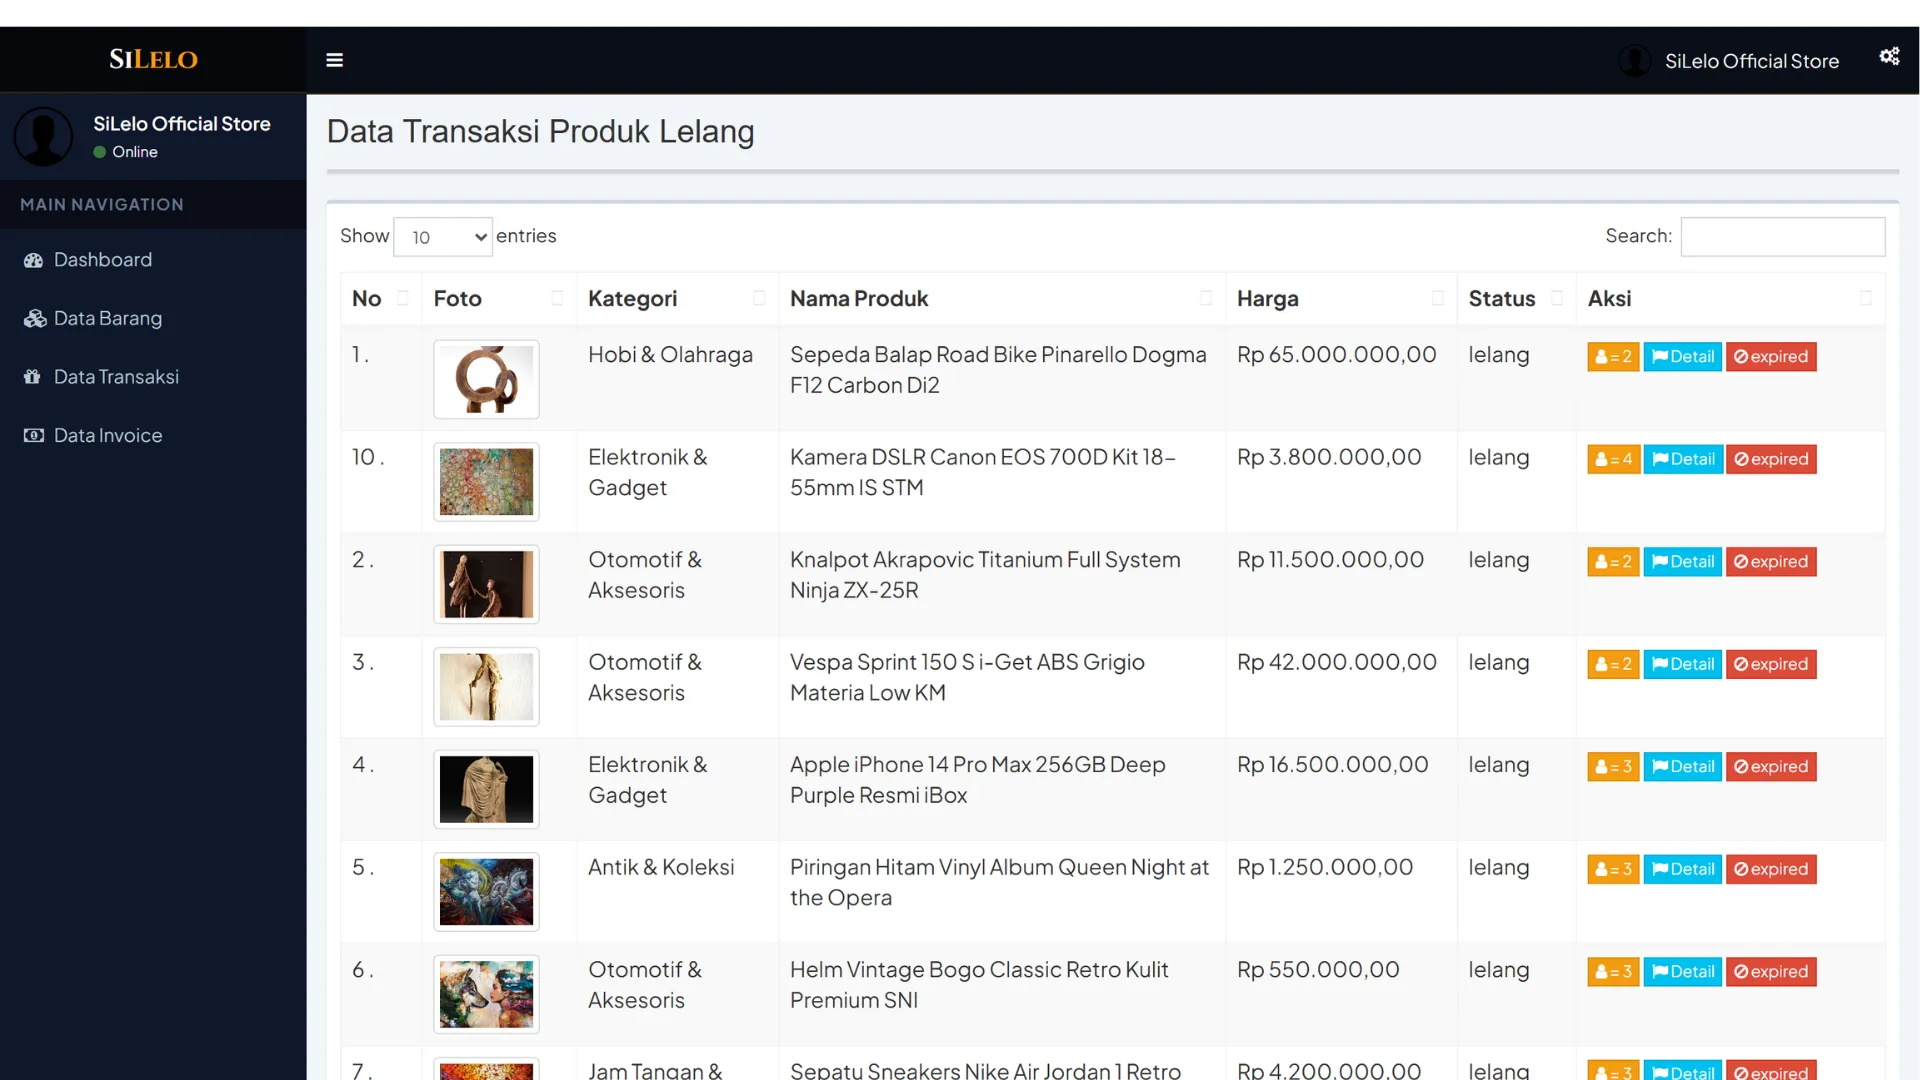 SILELO
SiLelo Official Store
SiLelo Official Store
Online
MAIN NAVIGATION
Dashboard
Data Barang
Data Transaksi
Data Invoice
Data Transaksi Produk Lelang
Show 10 entries
Search:
No Foto Kategori Nama Produk Harga Status Aksi
1 . Hobi & Olahraga Sepeda Balap Road Bike Pinarello Dogma Rp 65.000.000,00 lelang = 2 Detail expired
F12 Carbon Di2
10 . Elektronik & Kamera DSLR Canon EOS 700D Kit 18- Rp 3.800.000,00 lelang = 4 Detail expired
Gadget 55mm IS STM
2 . Otomotif & Knalpot Akrapovic Titanium Full System Rp 11.500.000,00 lelang = 2 Detail expired
Aksesoris Ninja ZX-25R
3 . Otomotif & Vespa Sprint 150 S i-Get ABS Grigio Rp 42.000.000,00 lelang = 2 Detail expired
Aksesoris Materia Low KM
4 . Elektronik & Apple iPhone 14 Pro Max 256GB Deep Rp 16.500.000,00 lelang = 3 Detail expired
Gadget Purple Resmi iBox
5 . Antik & Koleksi Piringan Hitam Vinyl Album Queen Night at Rp 1.250.000,00 lelang = 3 Detail expired
the Opera
6 . Otomotif & Helm Vintage Bogo Classic Retro Kulit Rp 550.000,00 lelang = 3 Detail expired
Aksesoris Premium SNI
7 . Jam Tangan & Sepatu Sneakers Nike Air Jordan 1 Retro Rp 4.200.000,00 lelang = 3 Detail expired